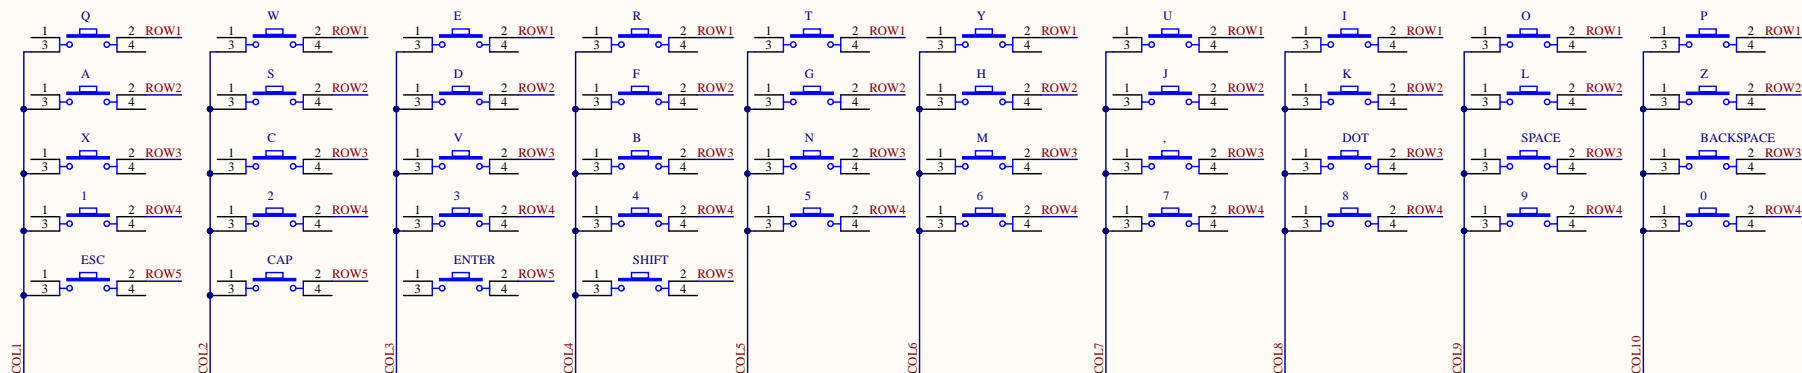 Q W E R T Y U I O P
1 2 ROW1 1 2 ROW1 1 2 ROW1 1 2 ROW1 1 2 ROW1 1 2 ROW1 1 2 ROW1 1 2 ROW1 1 2 ROW1 1 2 ROW1
3 4 3 4 3 4 3 4 3 4 3 4 3 4 3 4 3 4 3 4
A S D F G H J K L Z
1 2 ROW2 1 2 ROW2 1 2 ROW2 1 2 ROW2 1 2 ROW2 1 2 ROW2 1 2 ROW2 1 2 ROW2 1 2 ROW2 1 2 ROW2
3 4 3 4 3 4 3 4 3 4 3 4 3 4 3 4 3 4 3 4
X C V B N M , DOT SPACE BACKSPACE
1 2 ROW3 1 2 ROW3 1 2 ROW3 1 2 ROW3 1 2 ROW3 1 2 ROW3 1 2 ROW3 1 2 ROW3 1 2 ROW3 1 2 ROW3
3 4 3 4 3 4 3 4 3 4 3 4 3 4 3 4 3 4 3 4
1 2 3 4 5 6 7 8 9 0
1 2 ROW4 1 2 ROW4 1 2 ROW4 1 2 ROW4 1 2 ROW4 1 2 ROW4 1 2 ROW4 1 2 ROW4 1 2 ROW4 1 2 ROW4
3 4 3 4 3 4 3 4 3 4 3 4 3 4 3 4 3 4 3 4
ESC CAP ENTER SHIFT
1 2 ROW5 1 2 ROW5 1 2 ROW5 1 2 ROW5
3 4 3 4 3 4 3 4
COL1 COL2 COL3 COL4 COL5 COL6 COL7 COL8 COL9 COL10